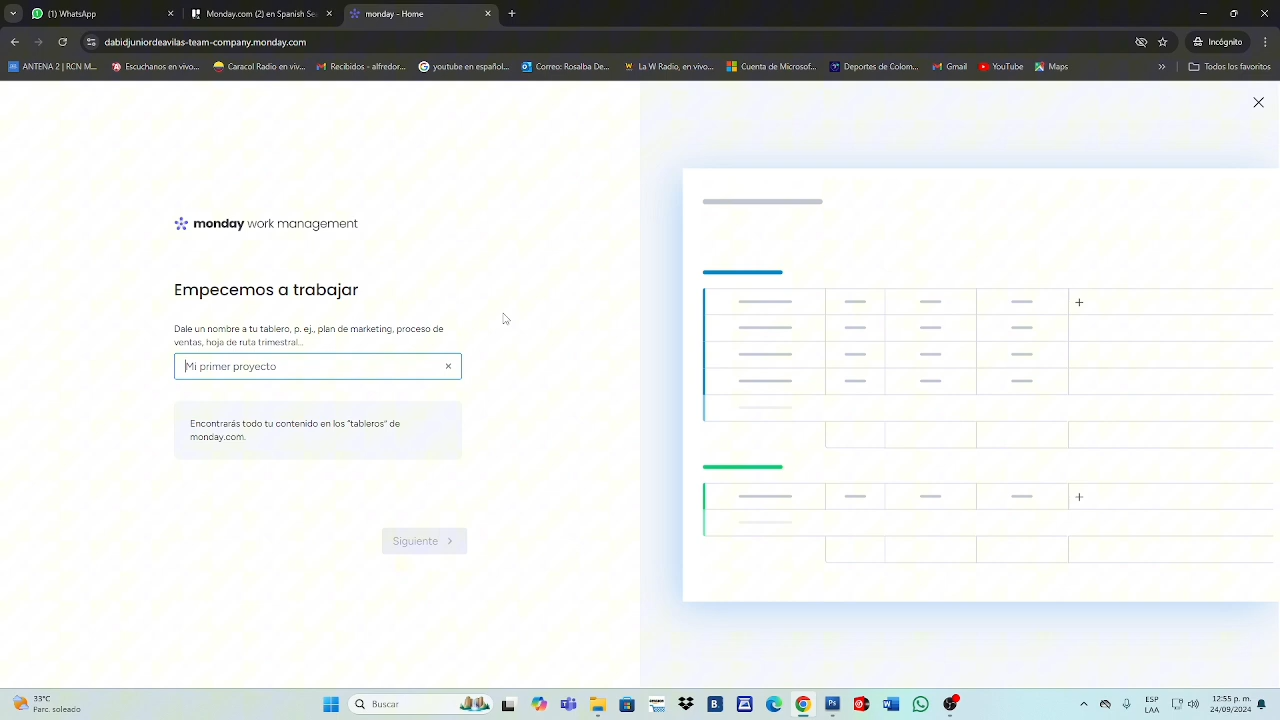 (1) WhatsApp
Monday.com (2) en Spanish Se
monday - Home
dabidjuniordeavilas-team-company.monday.com
Incógnito
ANTENA 2 | RCN M...
Escuchanos en vivo...
Caracol Radio en viv...
Recibidos - alfredor...
youtube en español...
Correo: Rosalba De...
La W Radio, en vivo...
Cuenta de Microsof...
Deportes de Colom...
Gmail
YouTube
Maps
Todos los favoritos
monday work management
Empecemos a trabajar
Dale un nombre a tu tablero, p. ej., plan de marketing, proceso de
ventas, hoja de ruta trimestral...
Mi primer proyecto
Encontrarás todo tu contenido en los "tableros" de
monday.com.
Siguiente
33°C
Parc. soleado
Buscar
ESP
LAA
12:55 p. m.
24/09/2024